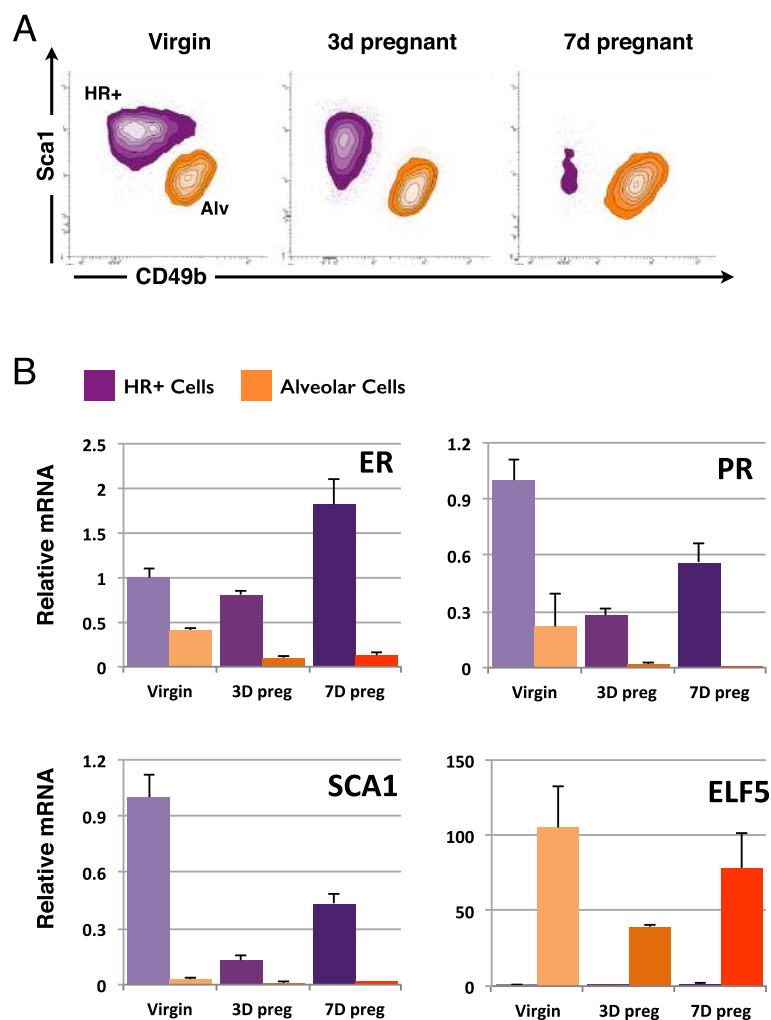 A
Virgin
3d pregnant
7d pregnant
HR+
Sca1
Alv
CD49b
B
HR+ Cells
Alveolar Cells
Relative mRNA
2.5
2
1.5
1
0.5
0
ER
Virgin
3D preg
7D preg
1.2
0.9
0.6
0.3
0
PR
Virgin
3D preg
7D preg
Relative mRNA
1.2
0.9
0.6
0.3
0
SCA1
Virgin
3D preg
7D preg
150
100
50
0
ELF5
Virgin
3D preg
7D preg